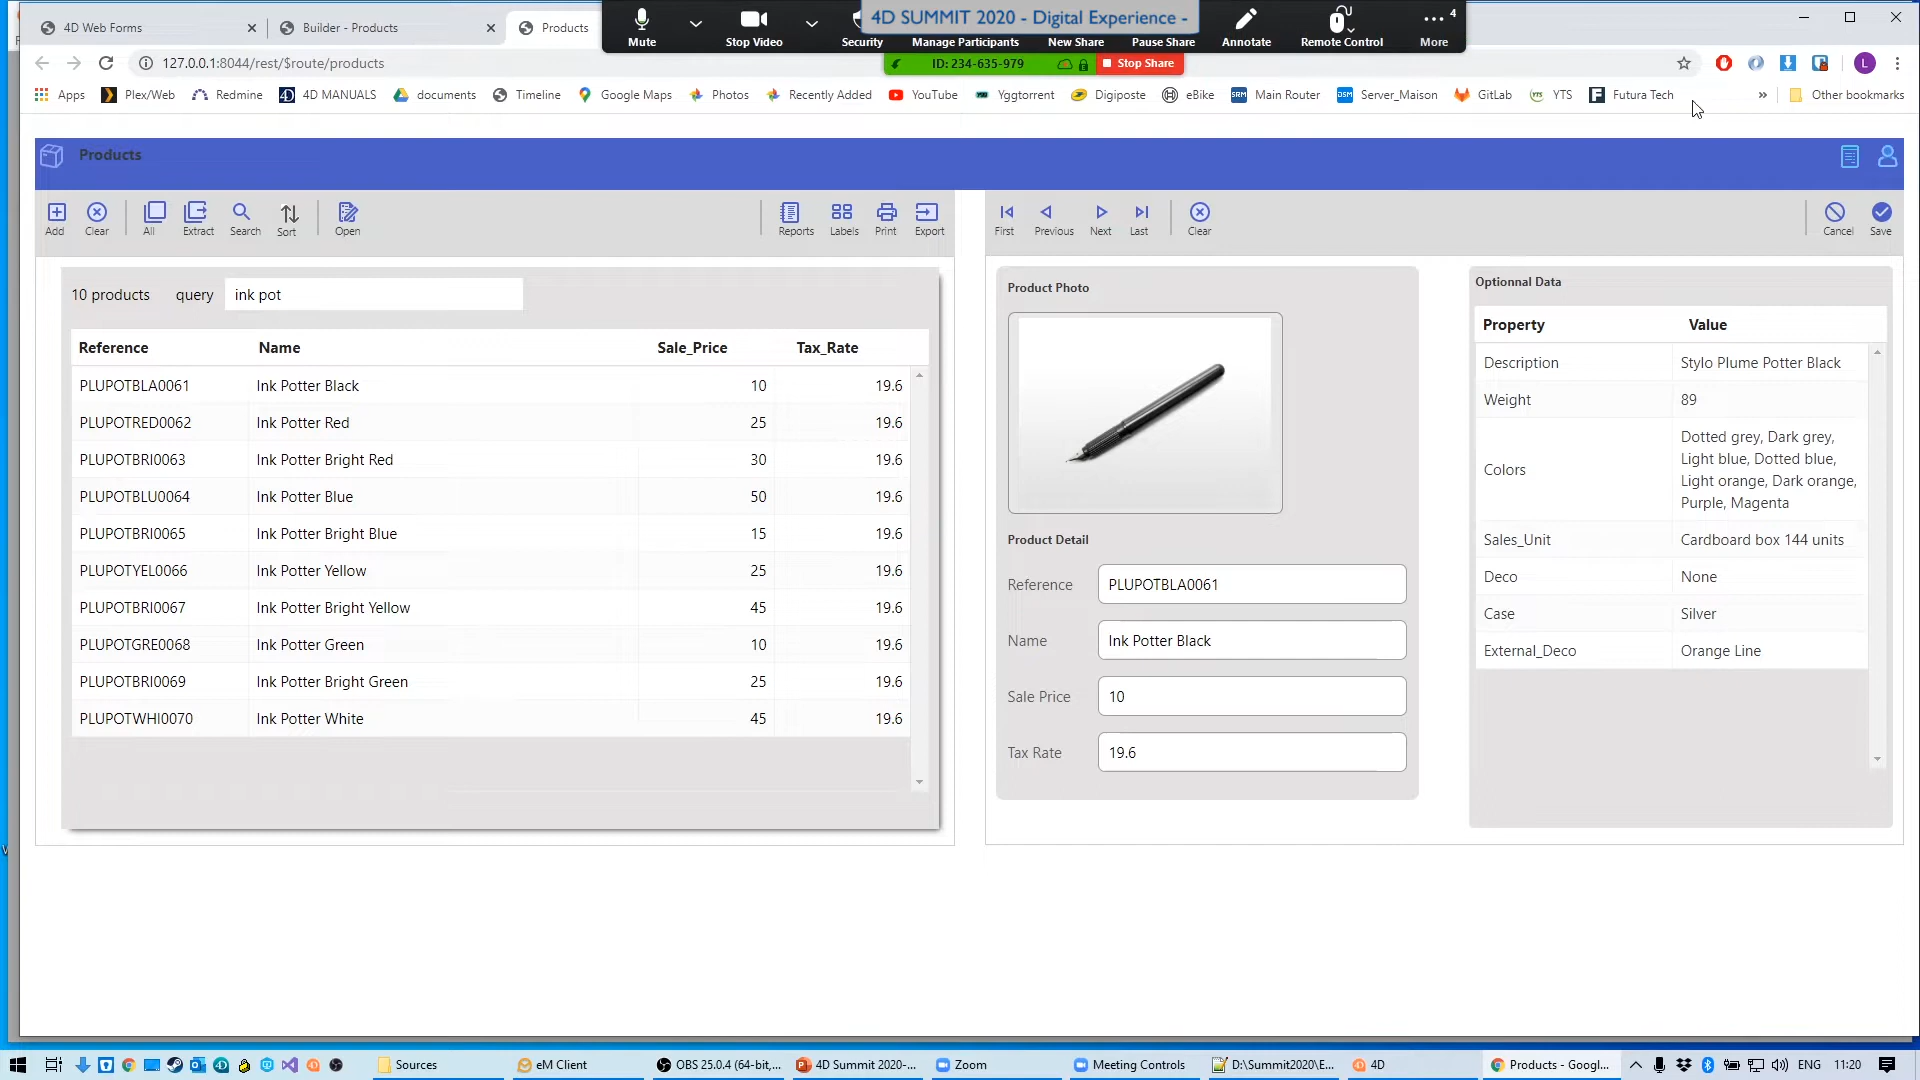 4D Web Forms
Builder - Products
Products
Mute
Stop Video
Security
4D SUMMIT 2020 - Digital Experience -
Manage Participants
New Share
Pause Share
Annotate
Remote Control
4
More
127.0.0.1:8044/rest/$route/products
ID: 234-635-979
Stop Share
L
Apps
Plex/Web
Redmine
4D MANUALS
documents
Timeline
Google Maps
Photos
Recently Added
YouTube
Yggtorrent
Digiposte
eBike
Main Router
Server_Maison
GitLab
YTS
Futura Tech
»
Other bookmarks
Products
Add
Clear
All
Extract
Search
Sort
Open
Reports
Labels
Print
Export
First
Previous
Next
Last
Clear
Cancel
Save
10 products query ink pot
Reference Name Sale_Price Tax_Rate
PLUPOTBLA0061 Ink Potter Black 10 19.6
PLUPOTRED0062 Ink Potter Red 25 19.6
PLUPOTBRI0063 Ink Potter Bright Red 30 19.6
PLUPOTBLU0064 Ink Potter Blue 50 19.6
PLUPOTBRI0065 Ink Potter Bright Blue 15 19.6
PLUPOTYEL0066 Ink Potter Yellow 25 19.6
PLUPOTBRI0067 Ink Potter Bright Yellow 45 19.6
PLUPOTGRE0068 Ink Potter Green 10 19.6
PLUPOTBRI0069 Ink Potter Bright Green 25 19.6
PLUPOTWHI0070 Ink Potter White 45 19.6
Product Photo
Product Detail
Reference PLUPOTBLA0061
Name Ink Potter Black
Sale Price 10
Tax Rate 19.6
Optionnal Data
Property Value
Description Stylo Plume Potter Black
Weight 89
Colors Dotted grey, Dark grey,
Light blue, Dotted blue,
Light orange, Dark orange,
Purple, Magenta
Sales_Unit Cardboard box 144 units
Deco None
Case Silver
External_Deco Orange Line
Sources
eM Client
OBS 25.0.4 (64-bit,...
4D Summit 2020-...
Zoom
Meeting Controls
D:\Summit2020\E...
4D
Products - Googl...
ENG
11:20